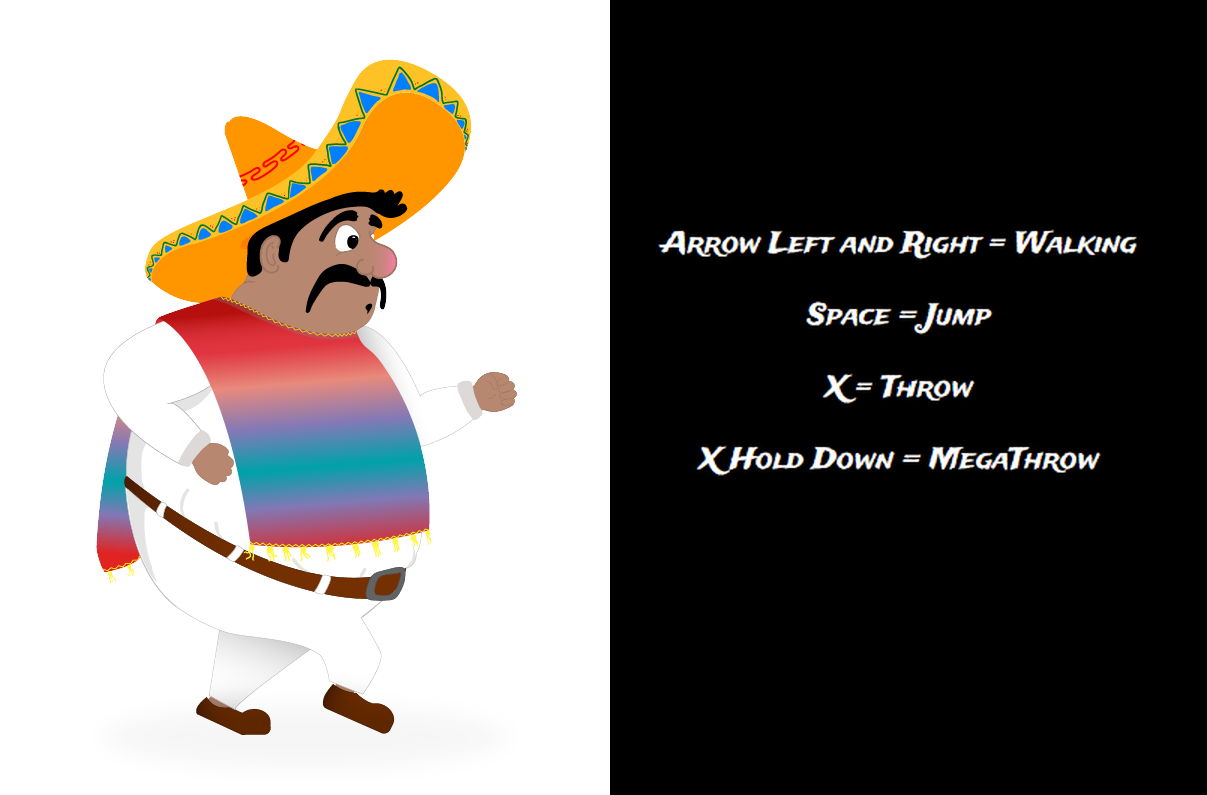 Arrow Left and Right = Walking
Space = Jump
X = Throw
X Hold Down = MegaThrow